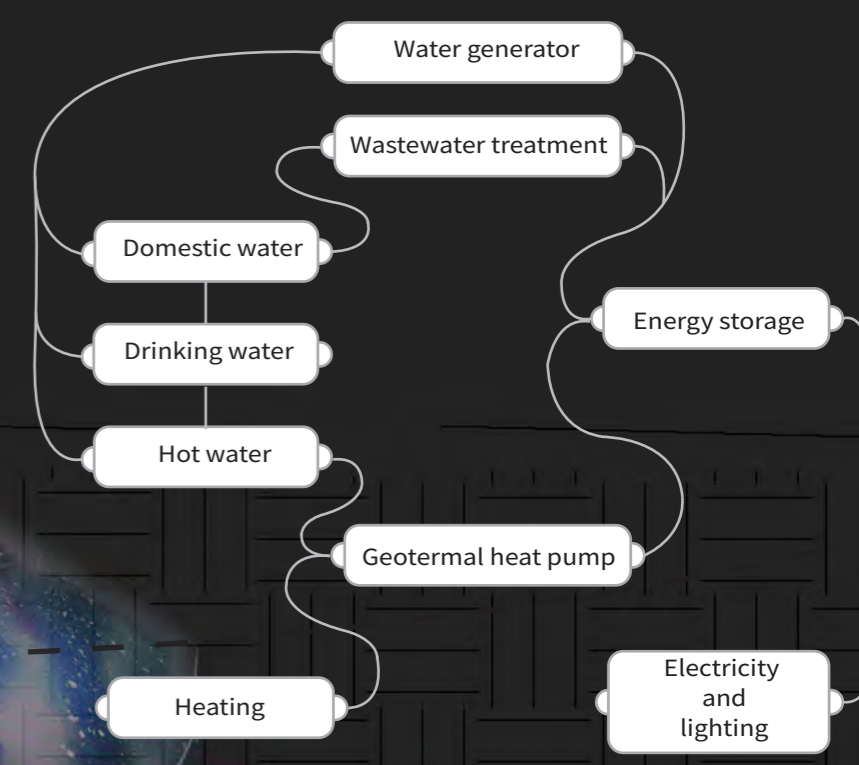 Water generator
Wastewater treatment
Domestic water
Drinking water
Energy storage
Hot water
Geotermal heat pump
Heating
Electricity
and
lighting